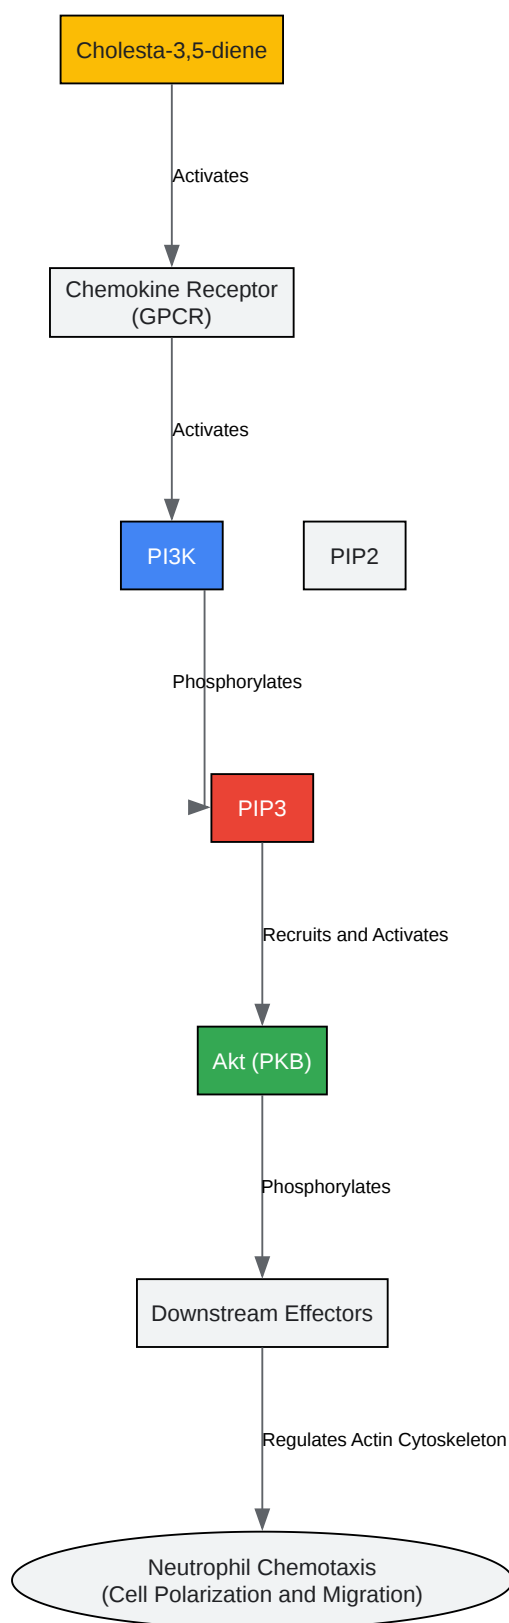 Cholesta-3,5-diene
Activates
Chemokine Receptor
(GPCR)
Activates
PI3K
PIP2
Phosphorylates
PIP3
Recruits and Activates
Akt (PKB)
Phosphorylates
Downstream Effectors
Regulates Actin Cytoskeleton
Neutrophil Chemotaxis
(Cell Polarization and Migration)